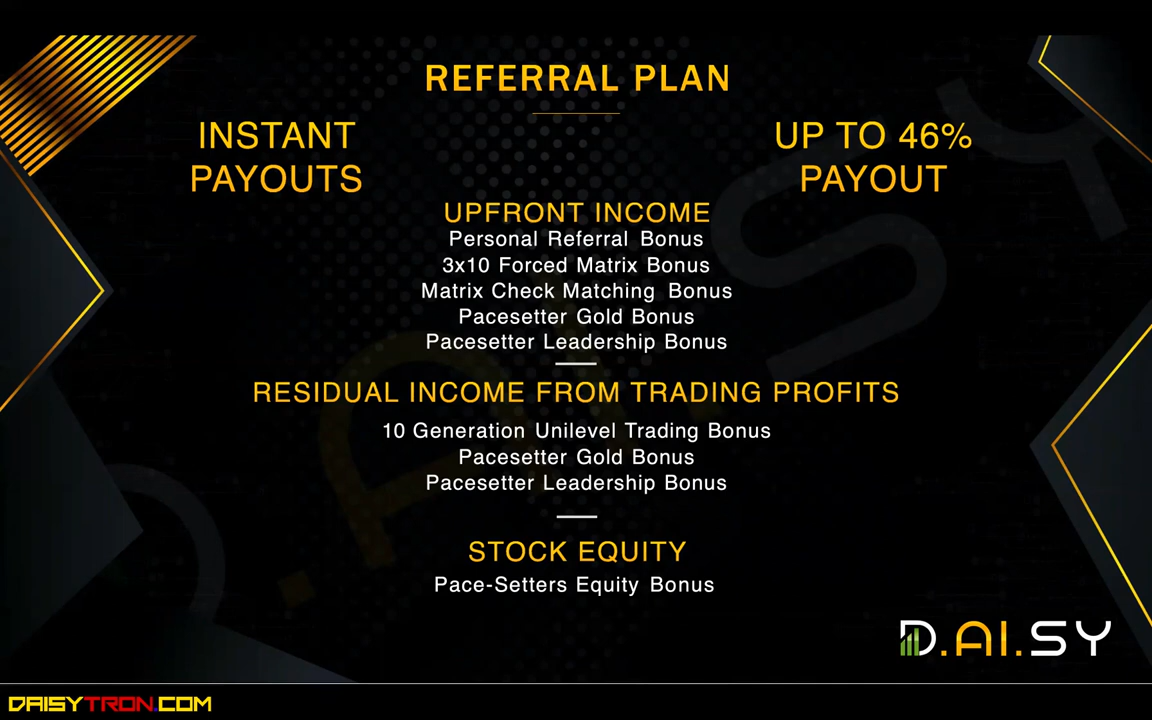 REFERRAL PLAN
INSTANT
PAYOUTS
UP TO 46%
PAYOUT
UPFRONT INCOME
Personal Referral Bonus
3x10 Forced Matrix Bonus
Matrix Check Matching Bonus
Pacesetter Gold Bonus
Pacesetter Leadership Bonus
RESIDUAL INCOME FROM TRADING PROFITS
10 Generation Unilevel Trading Bonus
Pacesetter Gold Bonus
Pacesetter Leadership Bonus
STOCK EQUITY
Pace-Setters Equity Bonus
D.AI.SY
DAISYTRON.COM